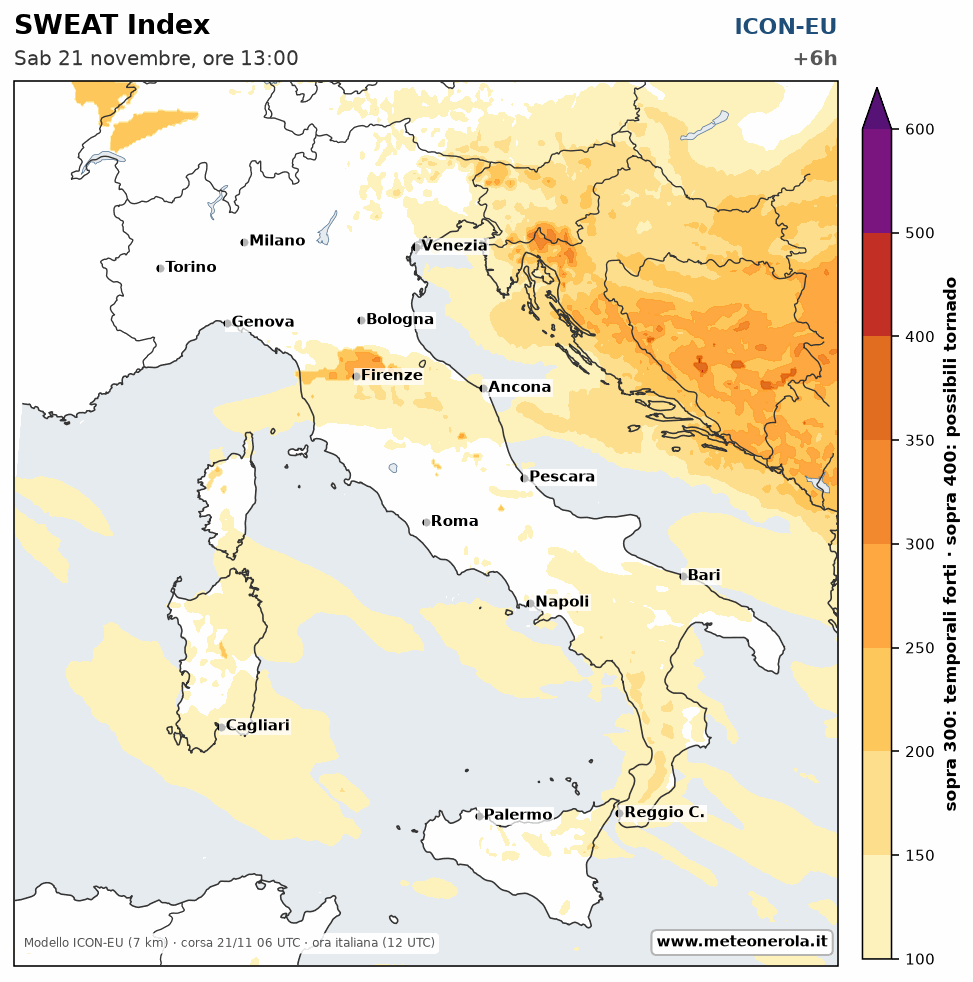 SWEAT Index
ICON-EU
Sab 21 novembre, ore 13:00
+6h
Milano
Venezia
Torino
Genova
Bologna
Firenze
Ancona
Pescara
Roma
Bari
Napoli
Cagliari
Palermo
Reggio C.
Modello ICON-EU (7 km) · corsa 21/11 06 UTC · ora italiana (12 UTC)
www.meteonerola.it
600
500
400
350
300
250
200
150
100
sopra 300: temporali forti · sopra 400: possibili tornado